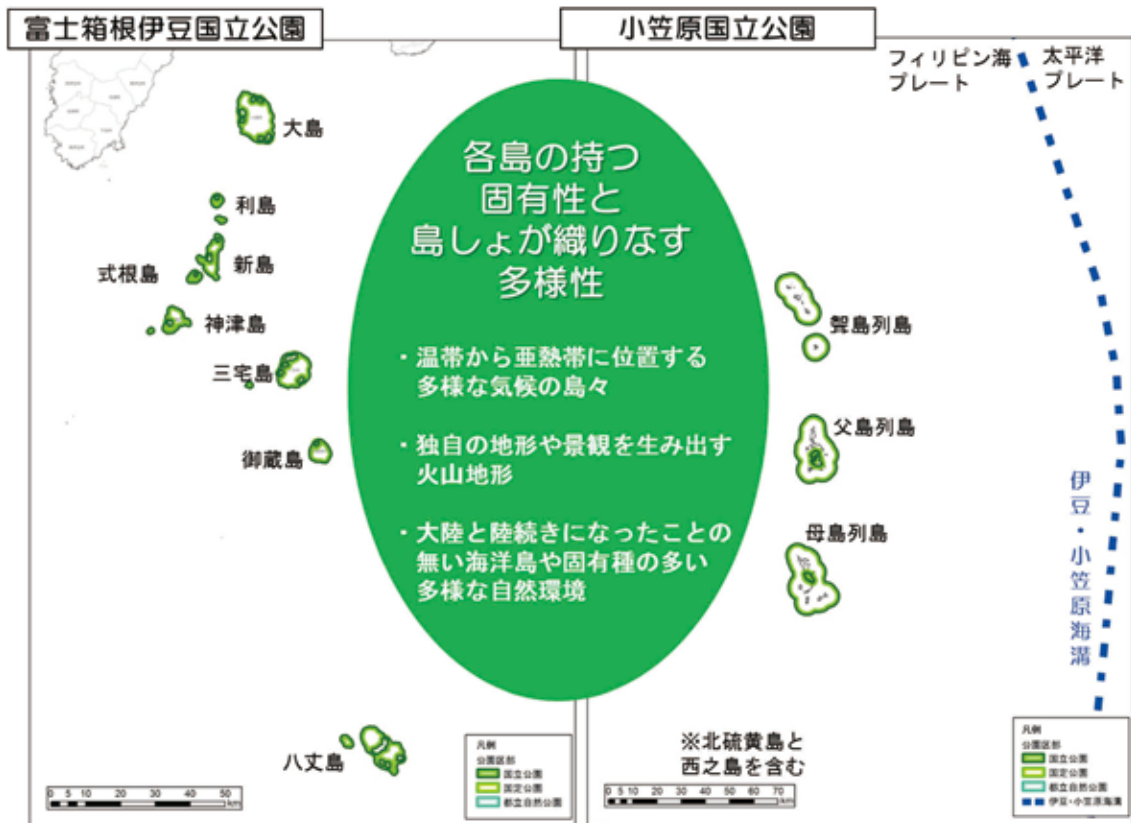 富士箱根伊豆国立公園
小笠原国立公園
フィリピン海
プレート
太平洋
プレート
大島
利島
新島
式根島
神津島
三宅島
御蔵島
八丈島
各島の持つ
固有性と
島しょが織りなす
多様性
・温帯から亜熱帯に位置する
多様な気候の島々
・独自の地形や景観を生み出す
火山地形
・大陸と陸続きになったことの
無い海洋島や固有種の多い
多様な自然環境
聟島列島
父島列島
母島列島
伊豆・小笠原海溝
※北硫黄島と
西之島を含む
0 5 10 20 30 40 50
km
凡例
公園区部
国立公園
国定公園
都立自然公園
0 5 10 20 30 40 50 60 70
km
凡例
公園区部
国立公園
国定公園
都立自然公園
伊豆・小笠原海溝